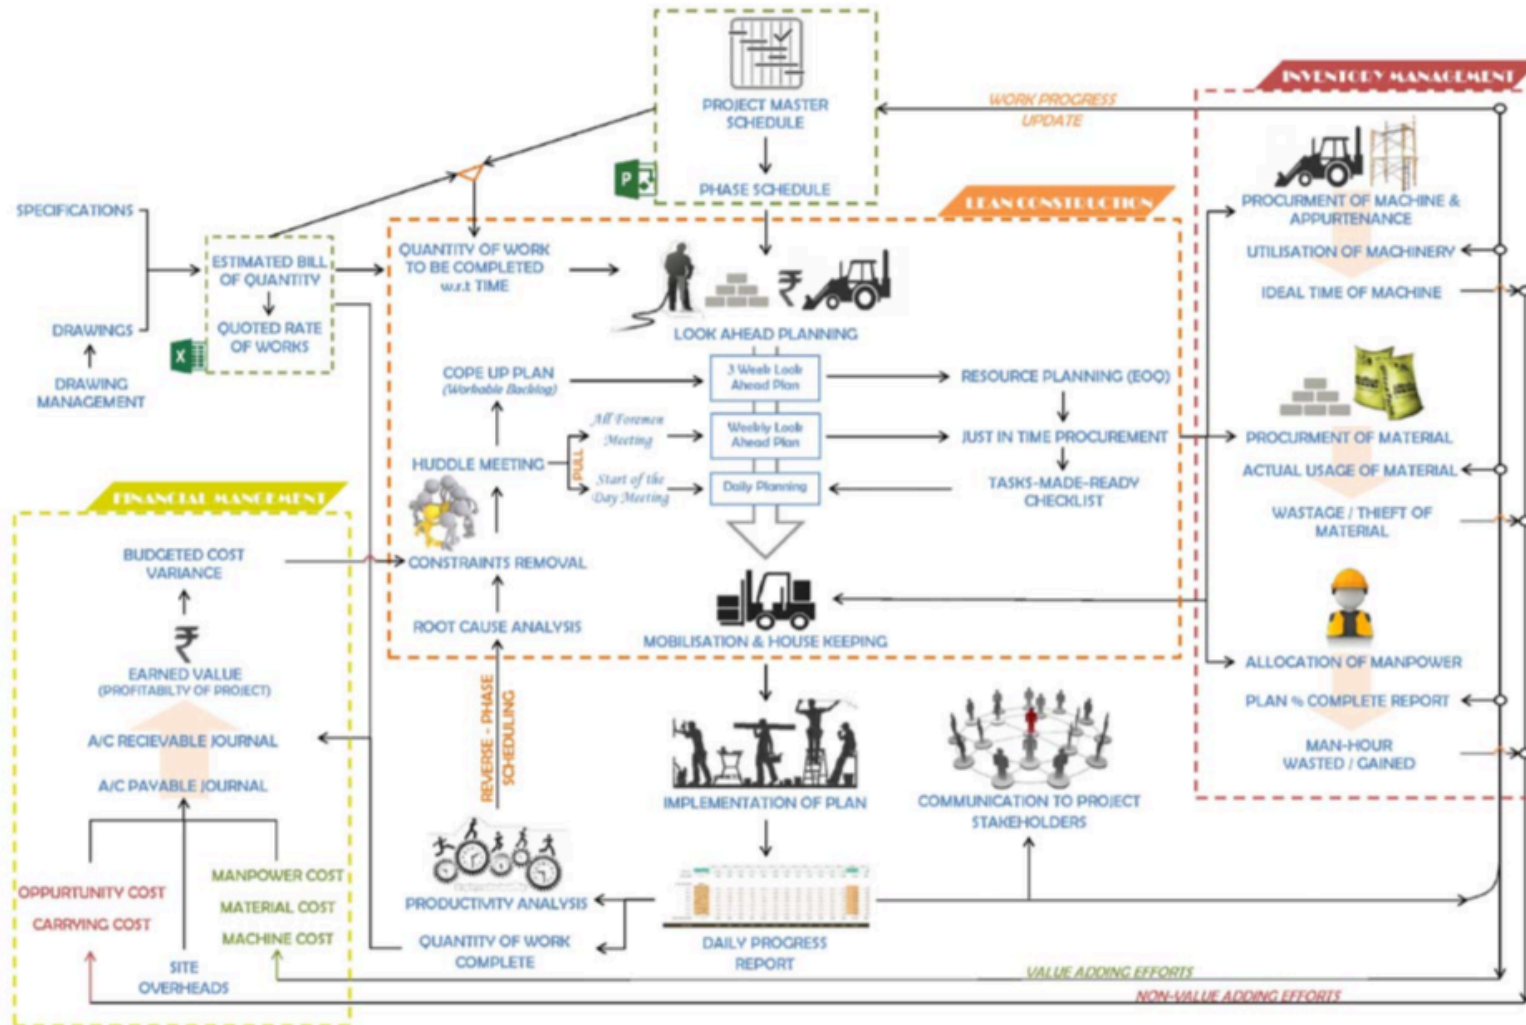 PROJECT MASTER
SCHEDULE
PHASE SCHEDULE
WORK PROGRESS
UPDATE
INVENTORY MANAGEMENT
PROCURMENT OF MACHINE &
APPURTENANCE
UTILISATION OF MACHINERY
IDEAL TIME OF MACHINE
PROCURMENT OF MATERIAL
ACTUAL USAGE OF MATERIAL
WASTAGE / THEFT OF
MATERIAL
ALLOCATION OF MANPOWER
PLAN % COMPLETE REPORT
MAN-HOUR
WASTED / GAINED
SPECIFICATIONS
DRAWINGS
DRAWING
MANAGEMENT
ESTIMATED BILL
OF QUANTITY
QUOTED RATE
OF WORKS
X
P
LEAN CONSTRUCTION
QUANTITY OF WORK
TO BE COMPLETED
w.r.t TIME
₹
LOOK AHEAD PLANNING
COPE UP PLAN
(Workable Backlog)
3 Week Look
Ahead Plan
RESOURCE PLANNING (EOQ)
HUDDLE MEETING
PULL
All Foremen
Meeting
Weekly Look
Ahead Plan
JUST IN TIME PROCUREMENT
Start of the
Day Meeting
Daily Planning
TASKS-MADE-READY
CHECKLIST
CONSTRAINTS REMOVAL
ROOT CAUSE ANALYSIS
MOBILISATION & HOUSE KEEPING
REVERSE - PHASE
SCHEDULING
IMPLEMENTATION OF PLAN
COMMUNICATION TO PROJECT
STAKEHOLDERS
PRODUCTIVITY ANALYSIS
QUANTITY OF WORK
COMPLETE
DAILY PROGRESS
REPORT
FINANCIAL MANGEMENT
BUDGETED COST
VARIANCE
₹
EARNED VALUE
(PROFITABILTY OF PROJECT)
A/C RECIEVABLE JOURNAL
A/C PAYABLE JOURNAL
OPPURTUNITY COST
CARRYING COST
MANPOWER COST
MATERIAL COST
MACHINE COST
SITE
OVERHEADS
VALUE ADDING EFFORTS
NON-VALUE ADDING EFFORTS